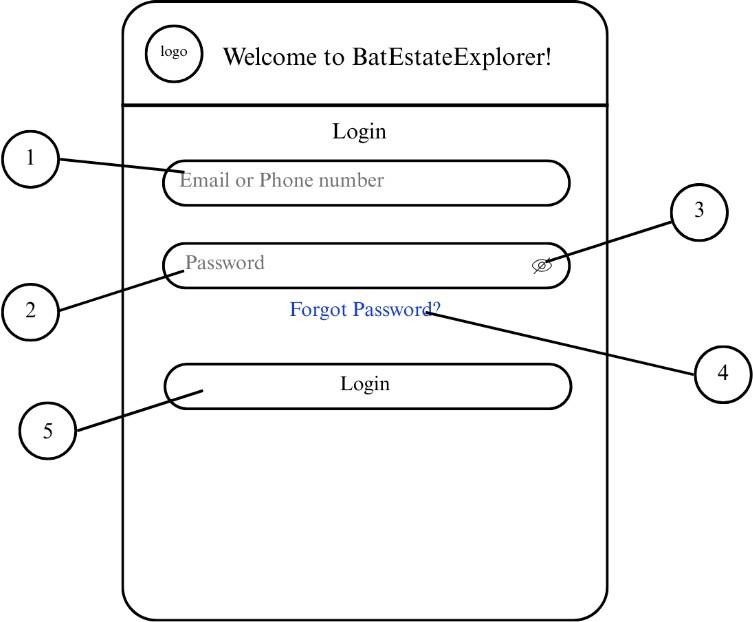 logo
Welcome to BatEstateExplorer!
Login
1
Email or Phone number
3
Password
2
Forgot Password?
4
Login
5